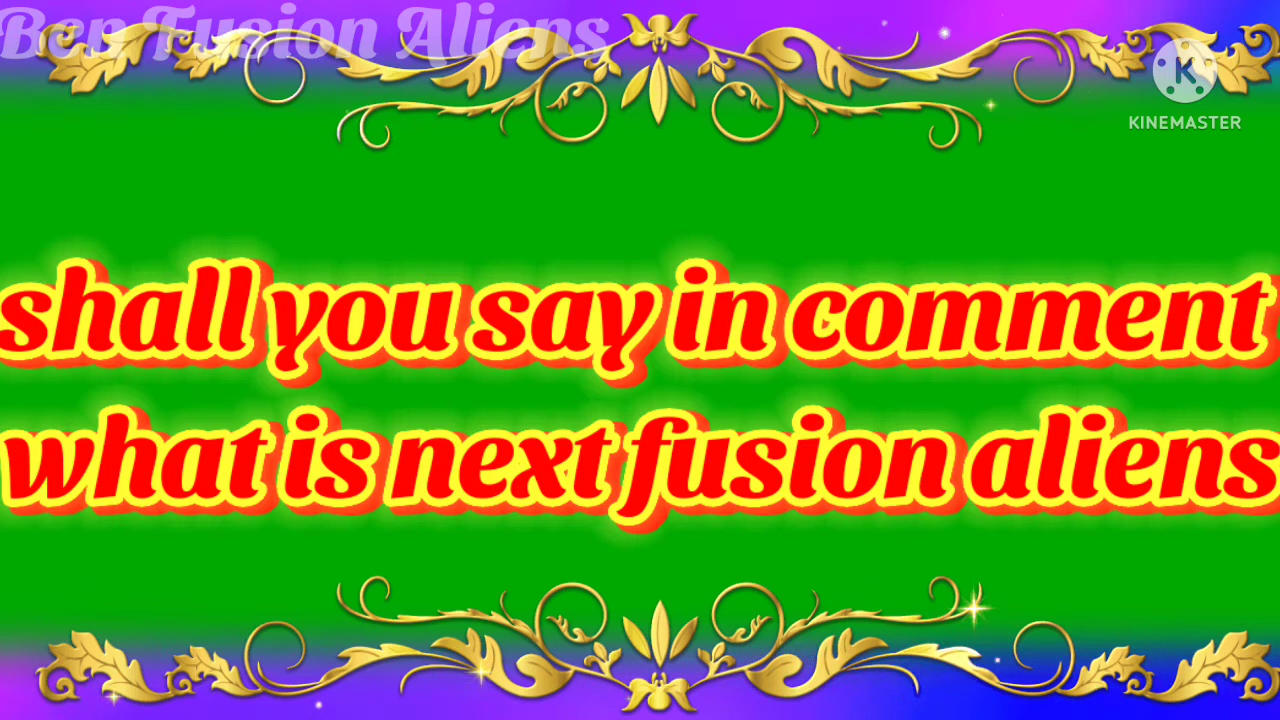 Ben Fusion Aliens
KINEMASTER
shall you say in comment
what is next fusion aliens